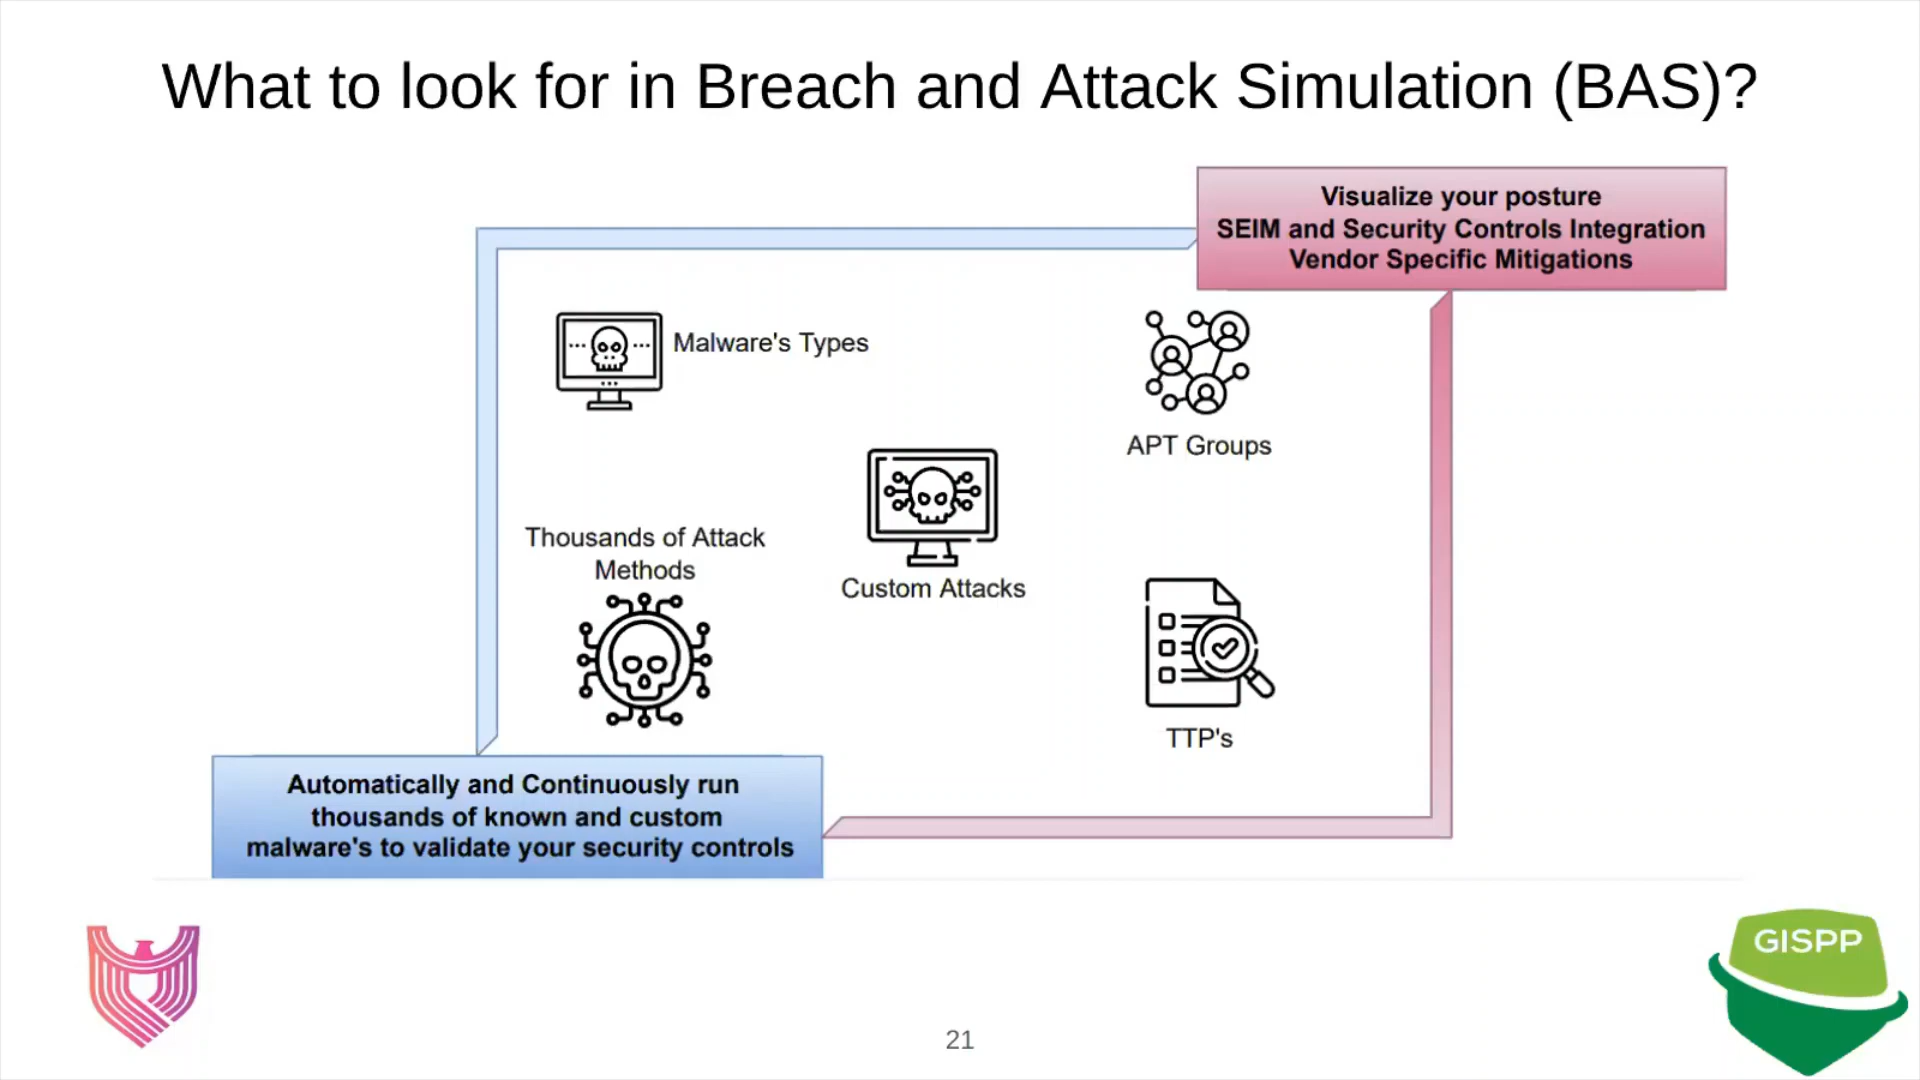 What to look for in Breach and Attack Simulation (BAS)?
Visualize your posture
SEIM and Security Controls Integration
Vendor Specific Mitigations
Malware's Types
APT Groups
Thousands of Attack
Methods
Custom Attacks
TTP's
Automatically and Continuously run
thousands of known and custom
malware's to validate your security controls
GISPP
21